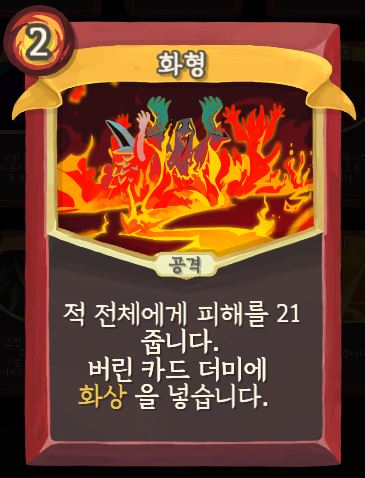 2
화형
공격
적 전체에게 피해를 21
줍니다.
버린 카드 더미에
화상 을 넣습니다.